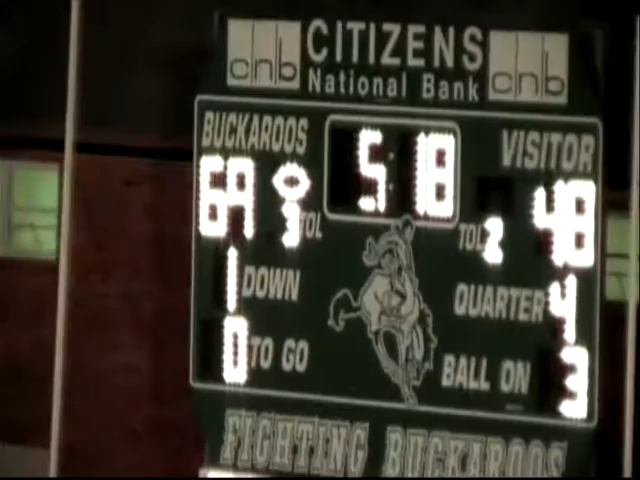 cnb CITIZENS cnb
National Bank
BUCKAROOS 5:18 VISITOR
69 3 TOL TOL 2 48
1 DOWN QUARTER 4
0 TO GO BALL ON 3
FIGHTING BUCKAROOS